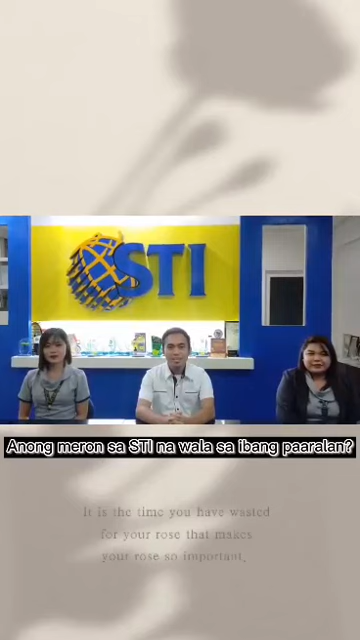 STI
Anong meron sa STI na wala sa ibang paaralan?
It is the time you have wasted
for your rose that makes
your rose so important.